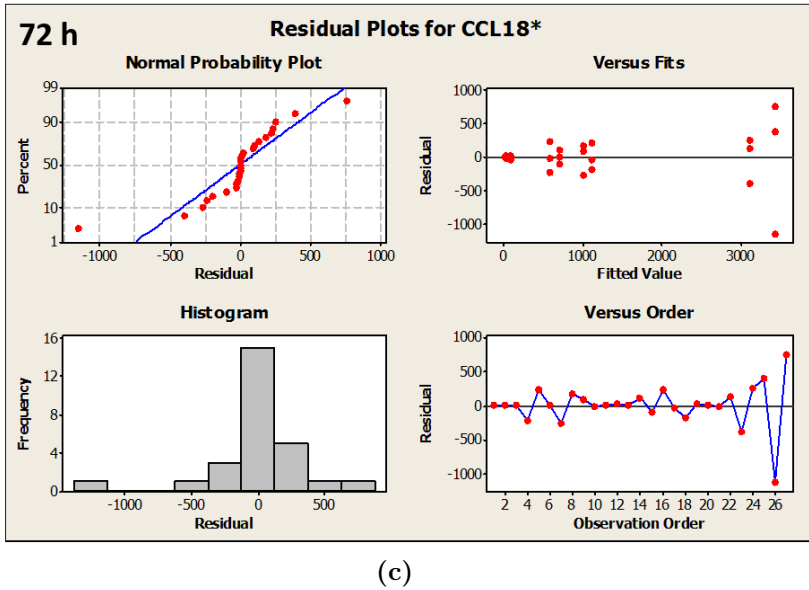 72 h
Residual Plots for CCL18*
Normal Probability Plot
99
90
50
10
1
Percent
-1000 -500 0 500 1000
Residual
Versus Fits
1000
500
0
-500
-1000
Residual
0 1000 2000 3000
Fitted Value
Histogram
16
12
8
4
0
Frequency
-1000 -500 0 500
Residual
Versus Order
1000
500
0
-500
-1000
Residual
2 4 6 8 10 12 14 16 18 20 22 24 26
Observation Order
(c)